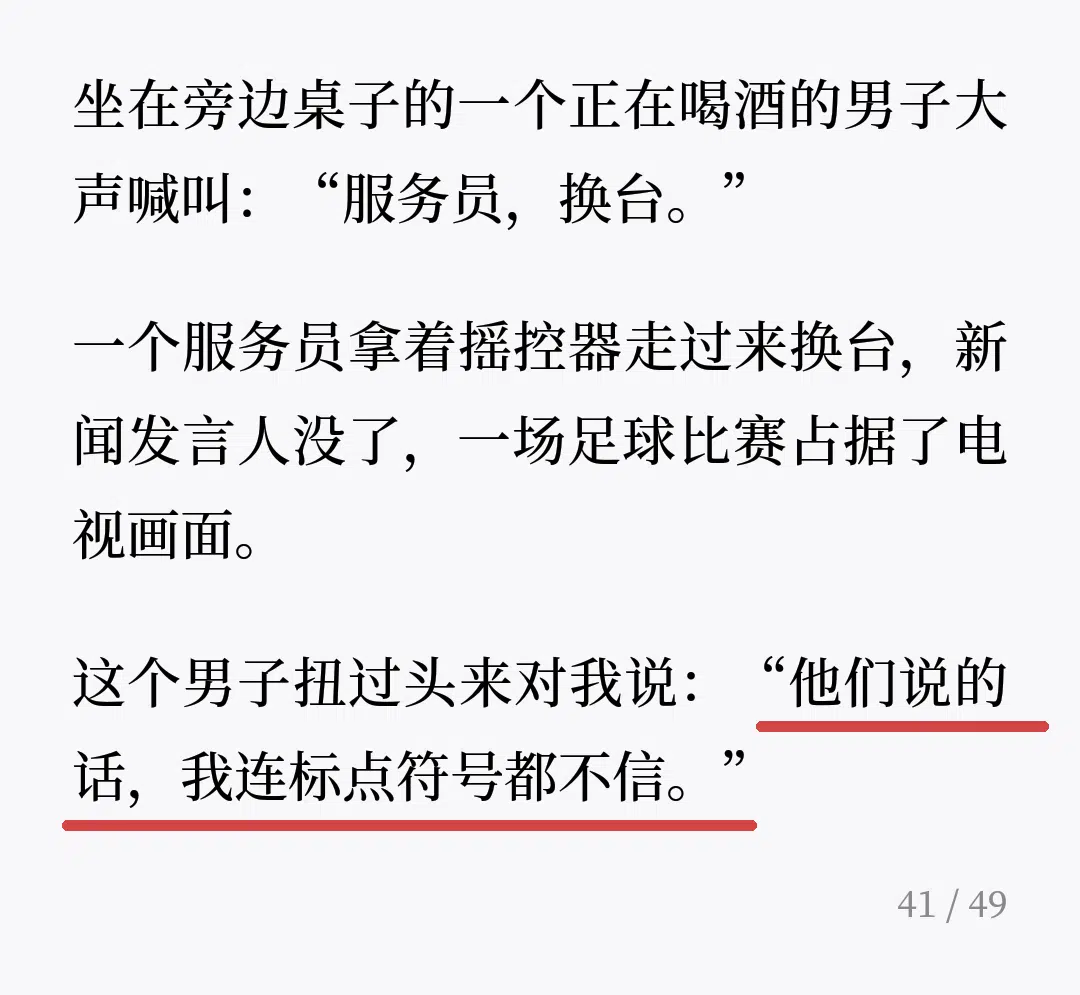 坐在旁边桌子的一个正在喝酒的男子大
声喊叫：“服务员，换台。”
一个服务员拿着摇控器走过来换台，新
闻发言人没了，一场足球比赛占据了电
视画面。
这个男子扭过头来对我说：“他们说的
话，我连标点符号都不信。”
41 / 49